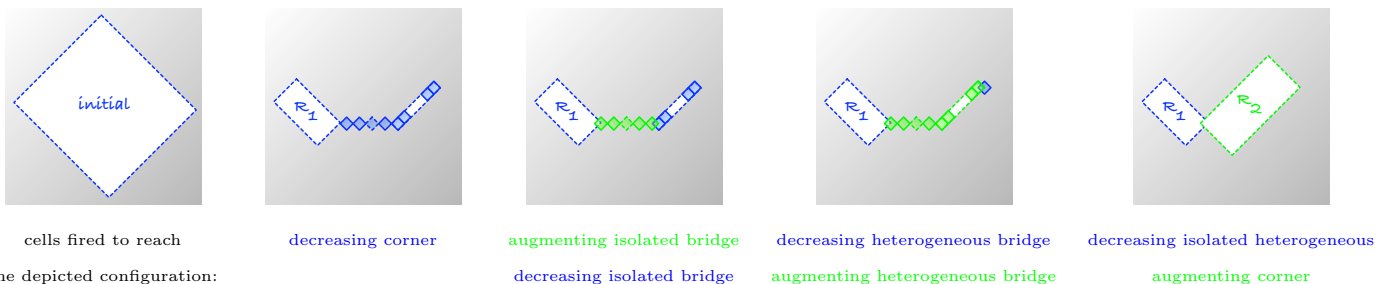 initial
R1
R1
R1
R1
R2
cells fired to reach
decreasing corner
augmenting isolated bridge
decreasing heterogeneous bridge
decreasing isolated heterogeneous
depicted configuration:
decreasing isolated bridge
augmenting heterogeneous bridge
augmenting corner